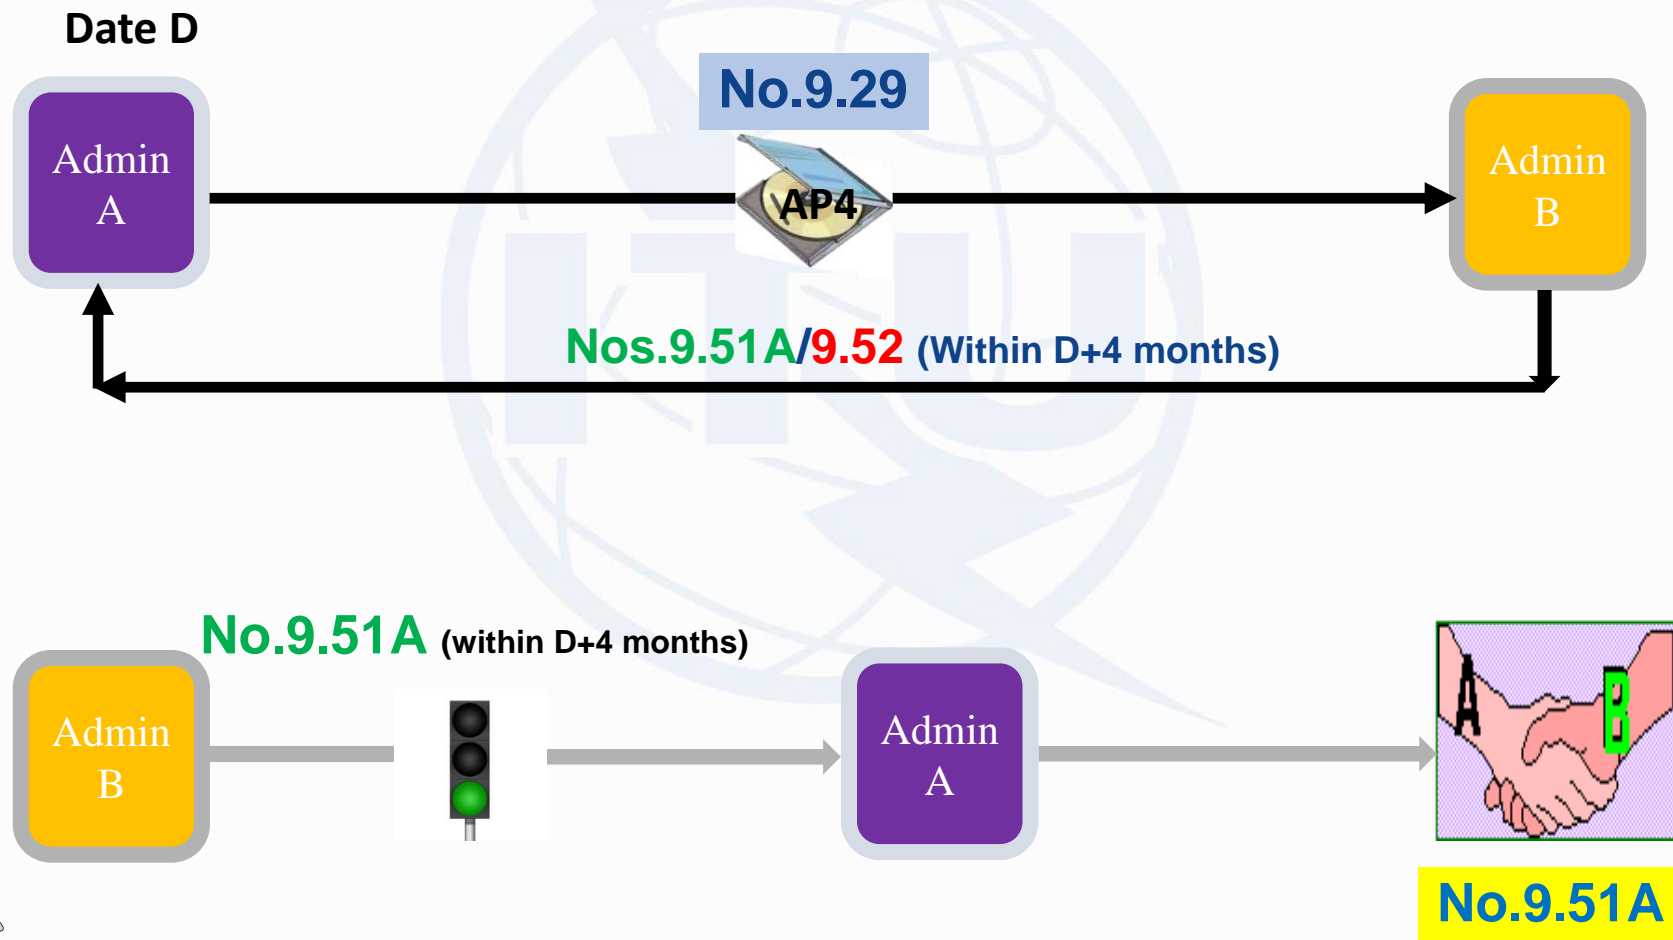 Date D
No.9.29
Admin
A
AP4
Admin
B
Nos.9.51A/9.52 (Within D+4 months)
ITU
No.9.51A (within D+4 months)
Admin
B
Admin
A
A
B
No.9.51A